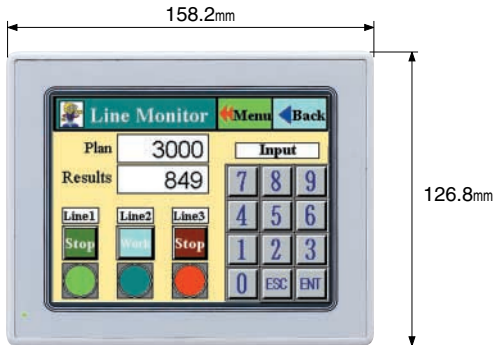 158.2mm
126.8mm
Line Monitor
Menu
Back
Plan 3000
Input
Results 849
7 8 9
4 5 6
1 2 3
0 ESC ENT
Line1 Line2 Line3
Stop Work Stop